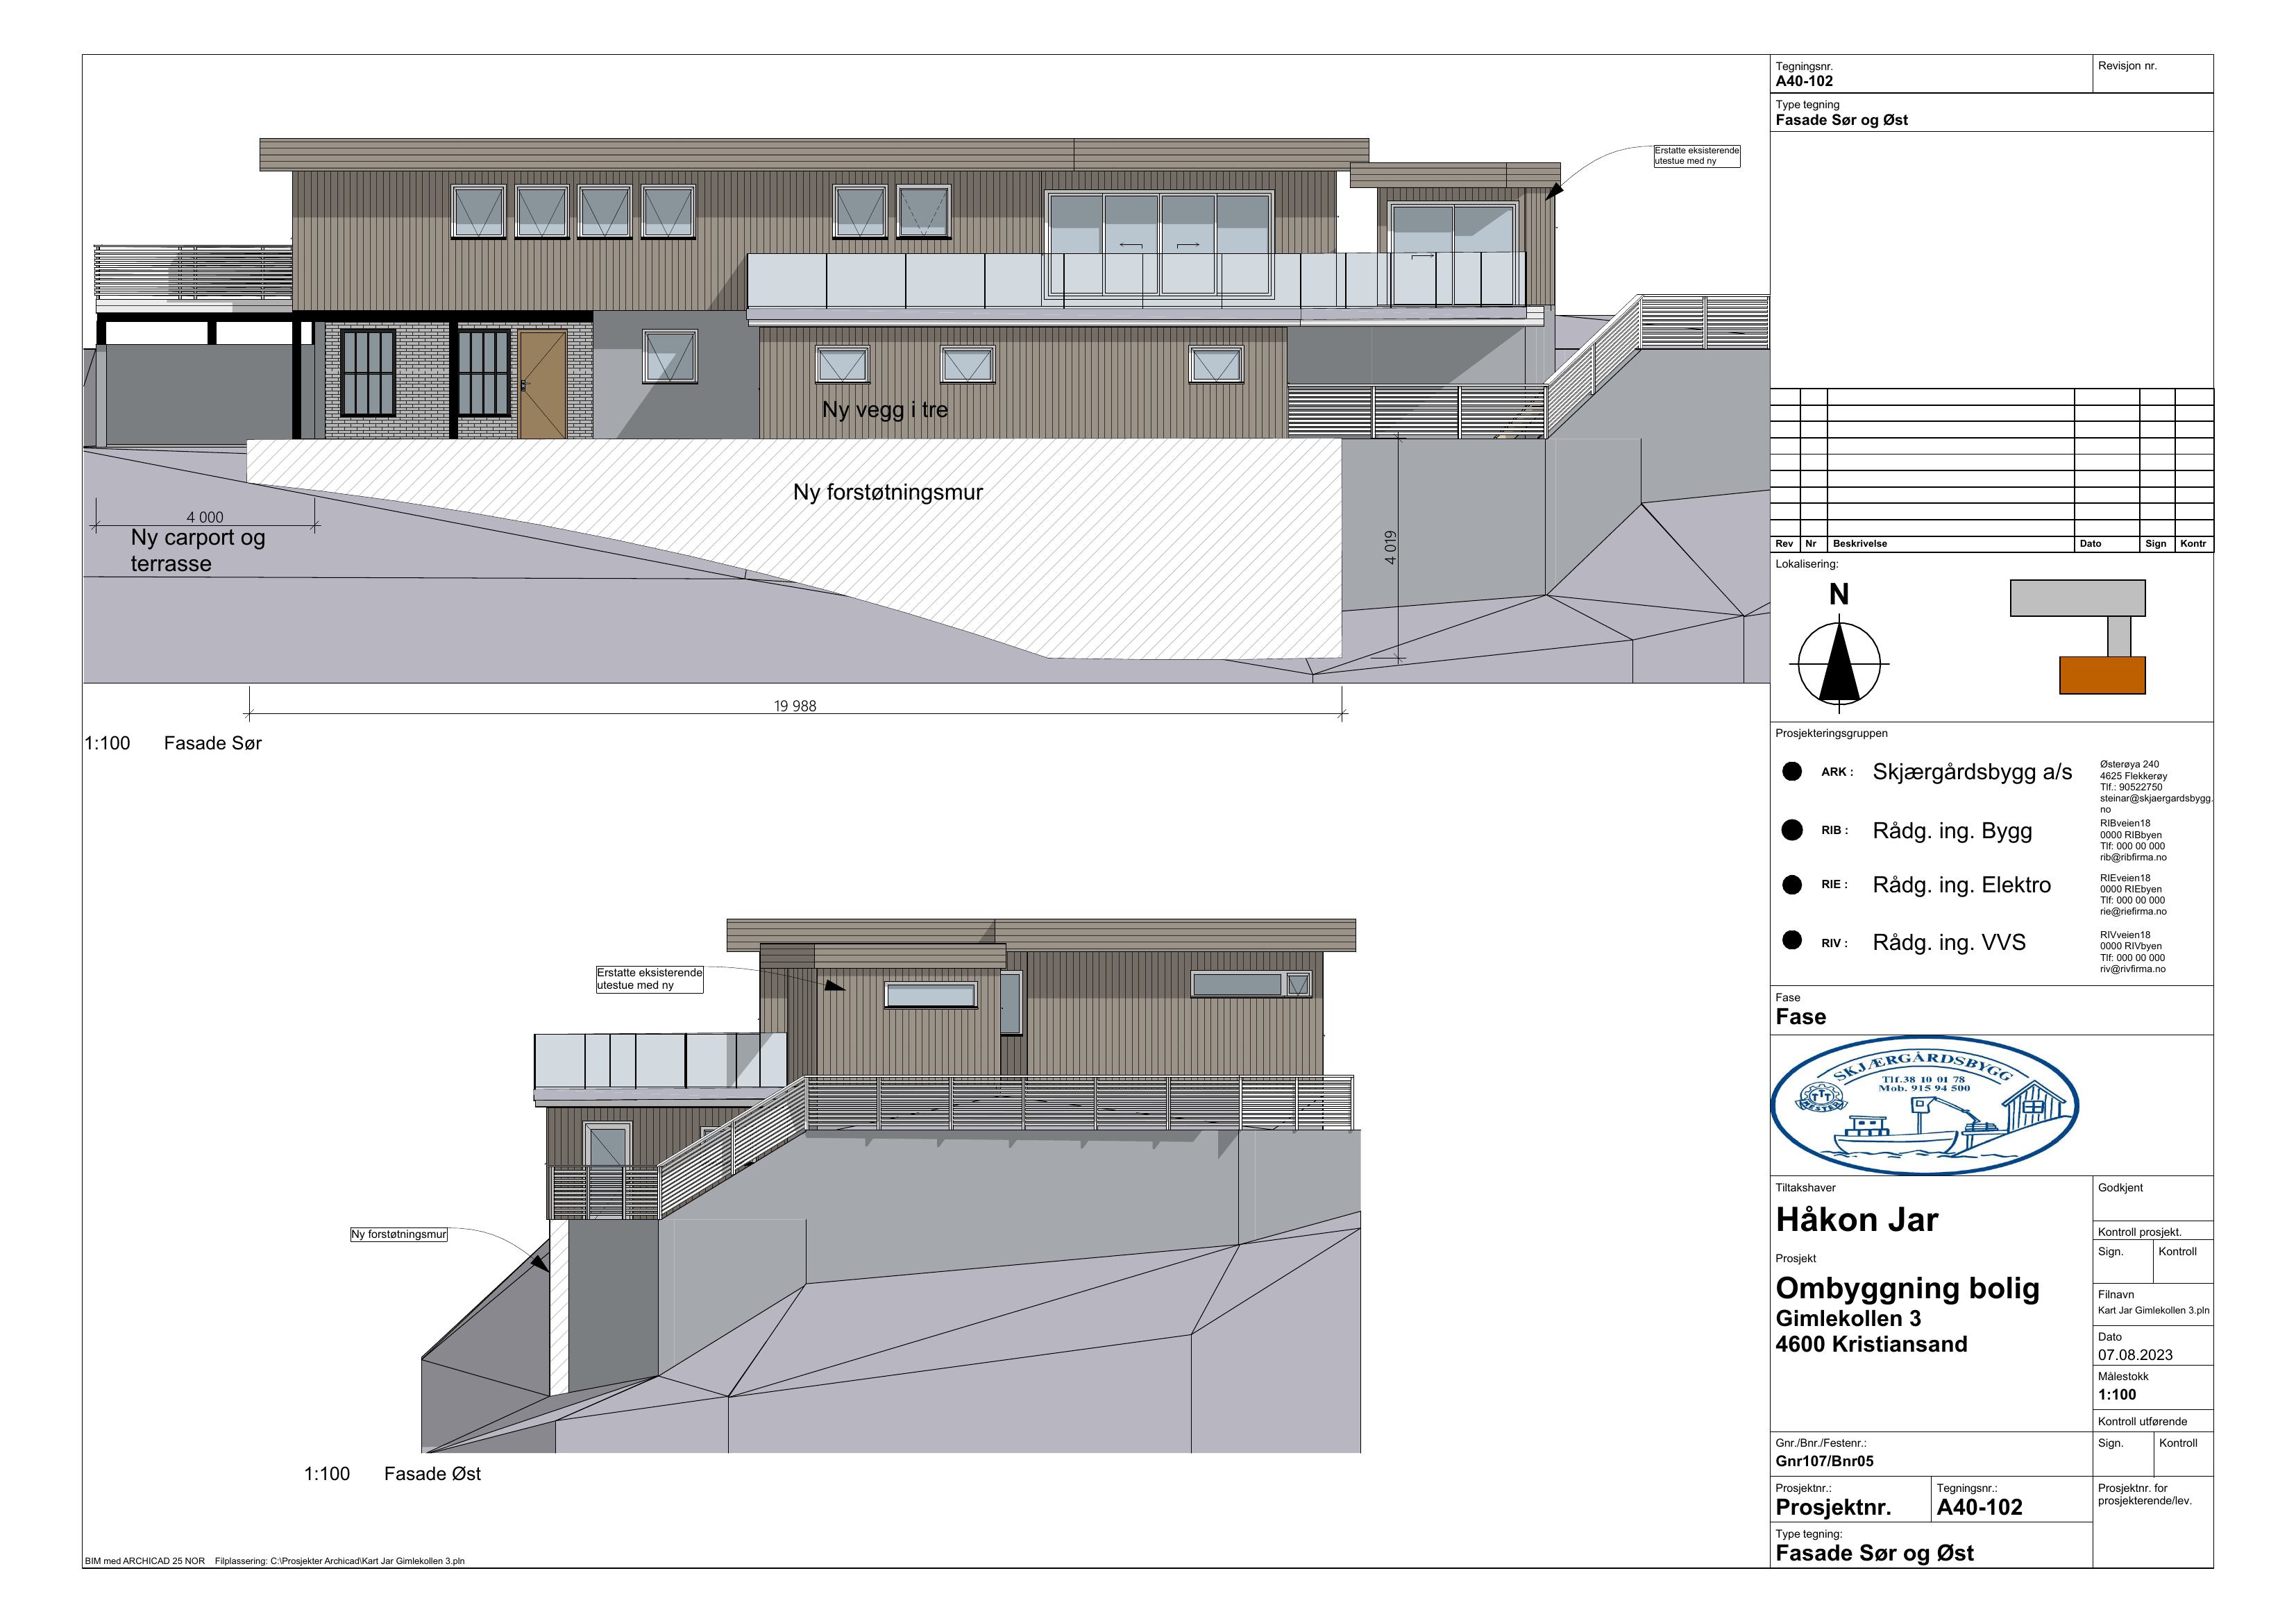 Tegningsnr.
A40-102
Revisjon nr.
Type tegning
Fasade Sør og Øst
Erstatte eksisterende
utestue med ny
Ny vegg i tre
Ny forstøtningsmur
4 000
Ny carport og
terrasse
4 019
19 988
1:100 Fasade Sør
Rev Nr Beskrivelse Dato Sign Kontr
Lokalisering:
N
Prosjekteringsgruppen
ARK : Skjærgårdsbygg a/s
Østerøya 240
4625 Flekkerøy
Tlf.: 90522750
steinar@skjaergardsbygg.
no
RIB : Rådg. ing. Bygg
RIBveien18
0000 RIBbyen
Tlf: 000 00 000
rib@ribfirma.no
RIE : Rådg. ing. Elektro
RIEveien18
0000 RIEbyen
Tlf: 000 00 000
rie@riefirma.no
RIV : Rådg. ing. VVS
RIVveien18
0000 RIVbyen
Tlf: 000 00 000
riv@rivfirma.no
Erstatte eksisterende
utestue med ny
Ny forstøtningsmur
1:100 Fasade Øst
Fase
Fase
SKJÆRGÅRDSBYGG
Tlf.38 10 01 78
Mob. 915 94 500
MESTER
Tiltakshaver
Håkon Jar
Godkjent
Kontroll prosjekt.
Sign. Kontroll
Prosjekt
Ombyggning bolig
Gimlekollen 3
4600 Kristiansand
Filnavn
Kart Jar Gimlekollen 3.pln
Dato
07.08.2023
Målestokk
1:100
Kontroll utførende
Sign. Kontroll
Gnr./Bnr./Festenr.:
Gnr107/Bnr05
Prosjektnr.:
Prosjektnr.
Tegningsnr.:
A40-102
Prosjektnr. for
prosjekterende/lev.
Type tegning:
Fasade Sør og Øst
BIM med ARCHICAD 25 NOR Filplassering: C:\Prosjekter Archicad\Kart Jar Gimlekollen 3.pln